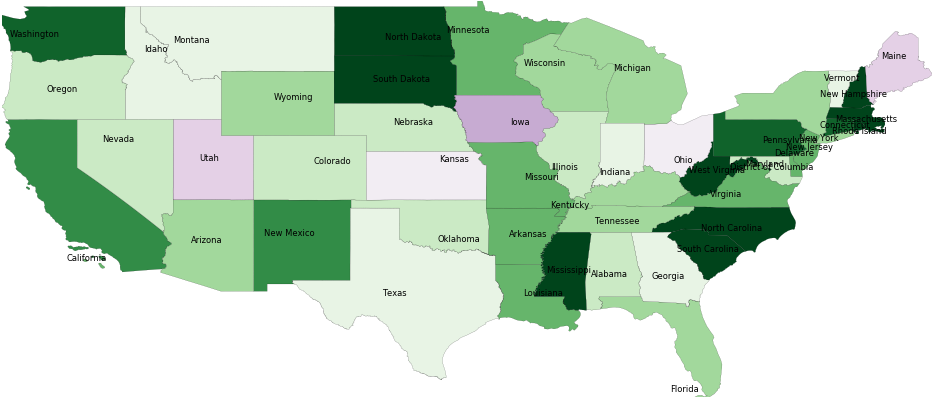 Washington
Montana
Idaho
North Dakota
Minnesota
Maine
Wisconsin
Michigan
South Dakota
Vermont
New Hampshire
Oregon
Wyoming
Massachusetts
Connecticut
Rhode Island
Nebraska
Iowa
New York
Pennsylvania
New Jersey
Delaware
Nevada
Utah
Colorado
Kansas
Illinois
Indiana
Ohio
Maryland
District of Columbia
West Virginia
Missouri
Virginia
Kentucky
California
Arizona
New Mexico
Oklahoma
Arkansas
Tennessee
North Carolina
South Carolina
Mississippi
Alabama
Georgia
Texas
Louisiana
Florida